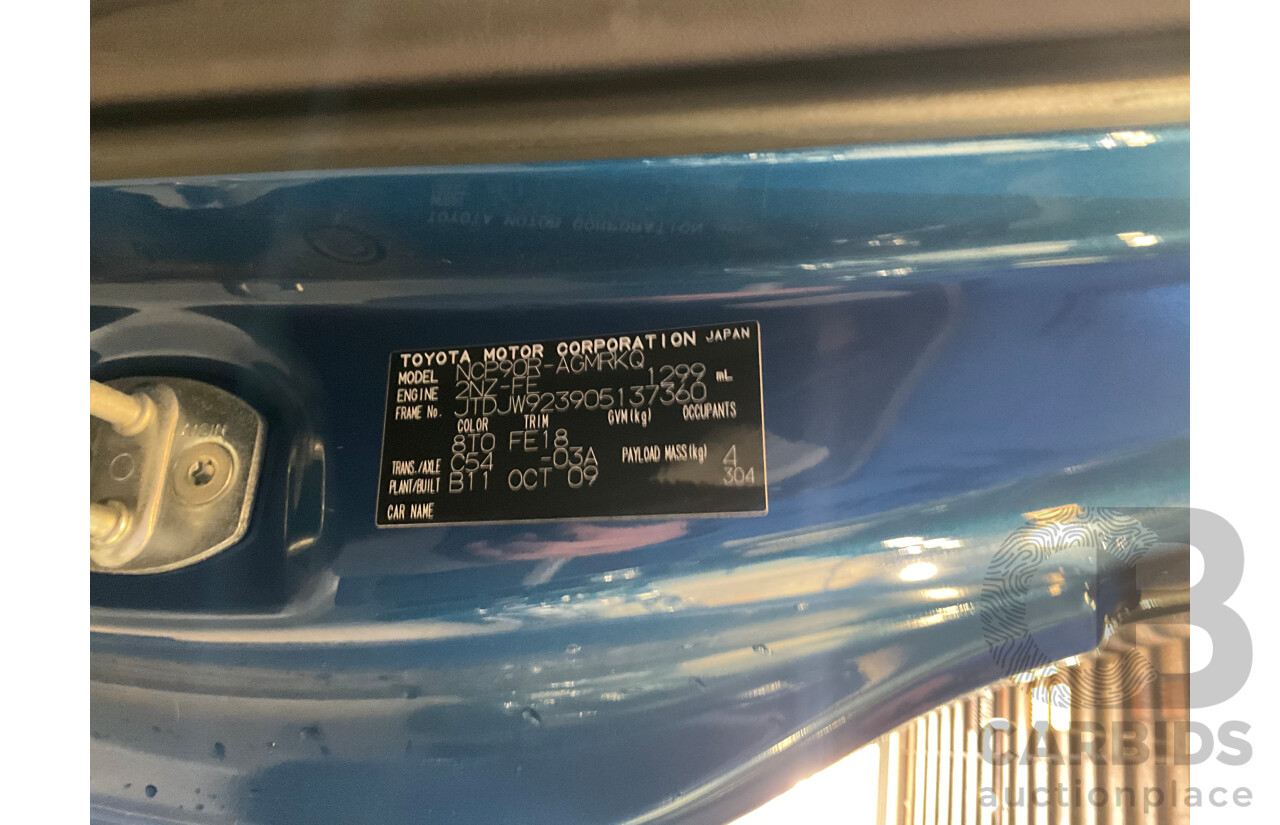 TOYOTA MOTOR CORPORATION JAPAN
MODEL NCP90R-AGMRKQ
ENGINE 2NZ-FE 1299 mL
FRAME No. JTDJW923905137360
COLOR TRIM GVM(kg) OCCUPANTS
8T0 FE18
TRANS./AXLE C54 -03A PAYLOAD MASS(kg) 4
PLANT/BUILT B11 OCT 09 304
CAR NAME
AISIN
CB
CARBIDS
auctionplace